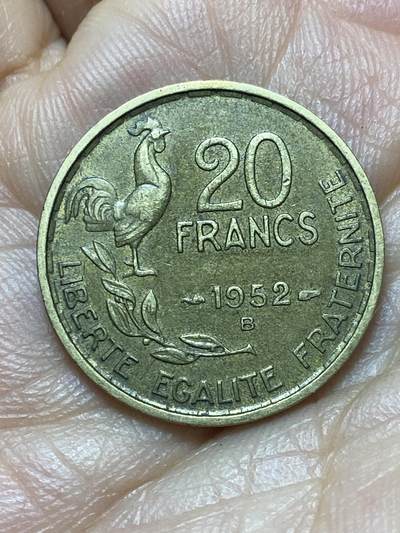 20
FRANCS
1952
B
LIBERTE EGALITE FRATERNITE